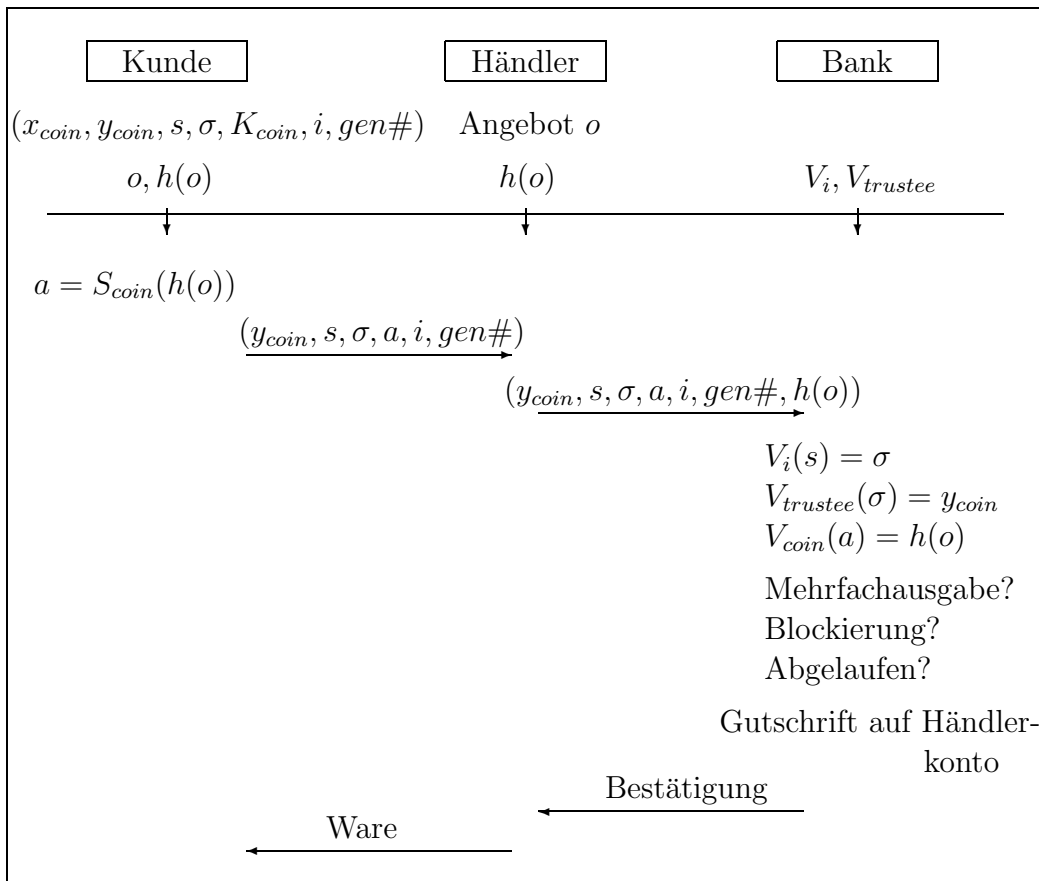 Kunde Händler Bank
(x_coin, y_coin, s, σ, K_coin, i, gen#) Angebot o
o, h(o) h(o) V_i, V_trustee
a = S_coin(h(o))
(y_coin, s, σ, a, i, gen#)
(y_coin, s, σ, a, i, gen#, h(o))
V_i(s) = σ
V_trustee(σ) = y_coin
V_coin(a) = h(o)
Mehrfachausgabe?
Blockierung?
Abgelaufen?
Gutschrift auf Händler-
konto
Bestätigung
Ware